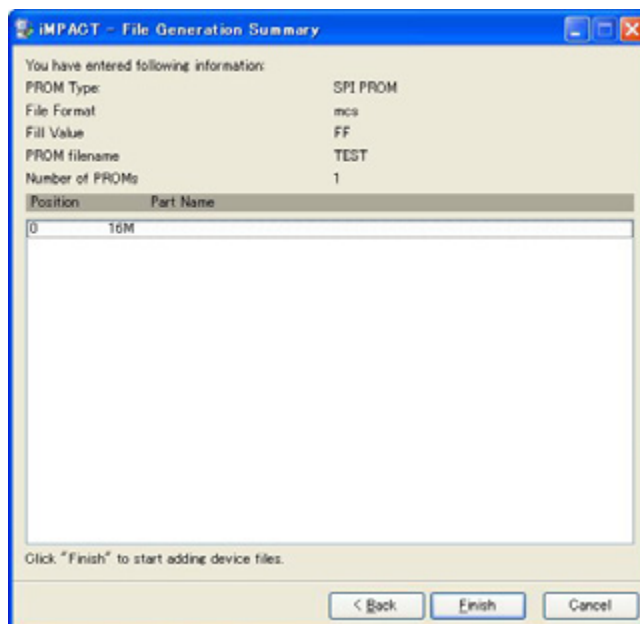 iMPACT - File Generation Summary
You have entered following information:
PROM Type: SPI PROM
File Format mcs
Fill Value FF
PROM filename TEST
Number of PROMs 1
Position Part Name
0 16M
Click "Finish" to start adding device files.
< Back Finish Cancel